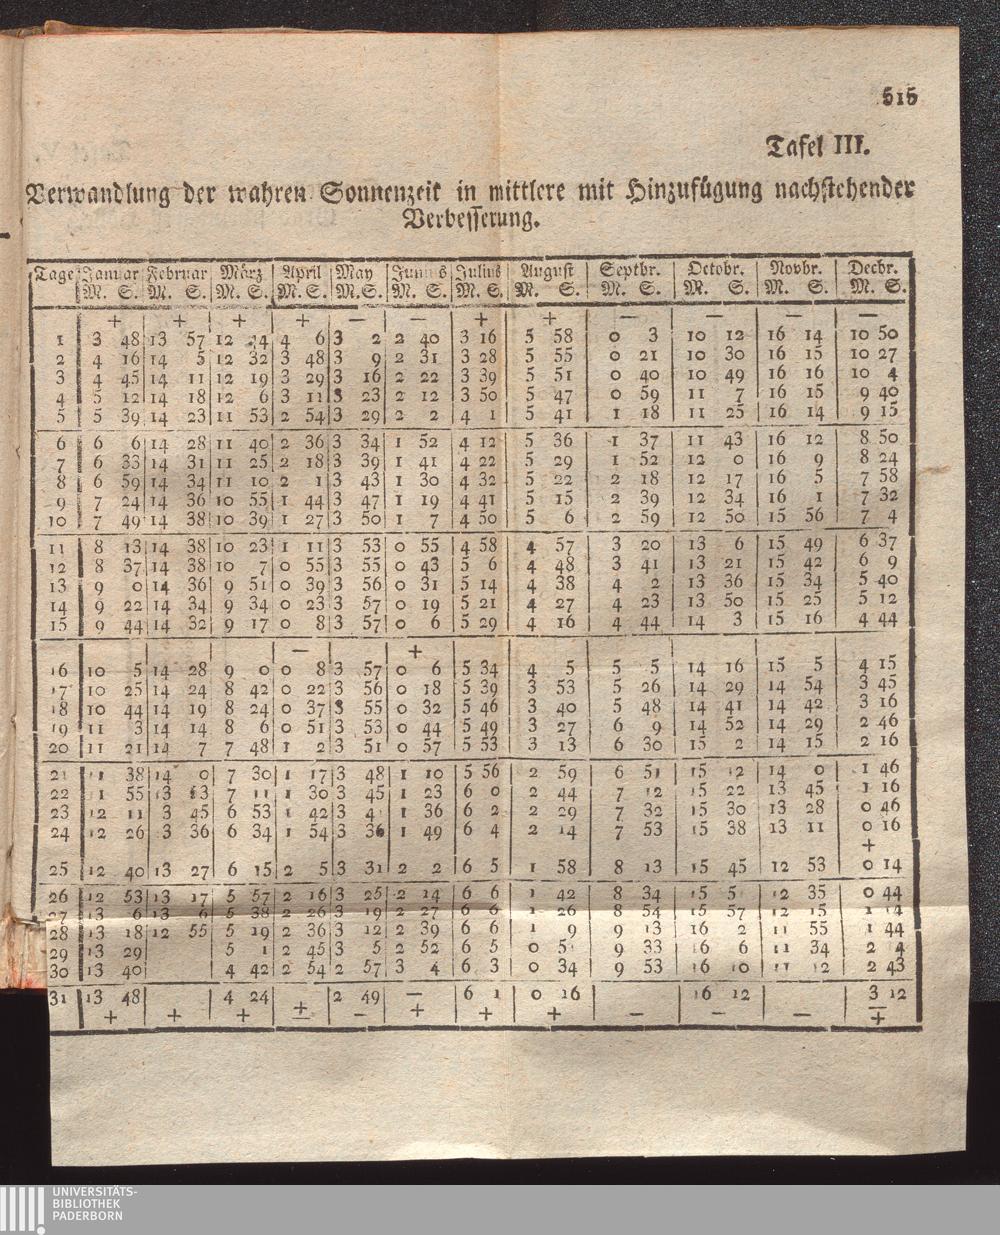 515
Tafel III.
Verwandlung der wahren Sonnenzeit in mittlere mit Hinzufügung nachstehender
Verbesserung.
Tage Januar Februar März April May Junius Julius August Septbr. Octobr. Novbr. Decbr.
M. S. M. S. M. S. M. S. M. S. M. S. M. S. M. S. M. S. M. S. M. S. M. S.
+ + + + — — + + — — — —
1 3 48 13 57 12 4 6 3 2 2 40 3 16 5 58 0 3 10 12 16 14 10 50
2 4 16 14 5 12 32 3 48 3 9 2 31 3 28 5 55 0 21 10 30 16 15 10 27
3 4 45 14 11 12 19 3 29 3 16 2 22 3 39 5 51 0 40 10 49 16 16 10 4
4 5 12 14 18 12 6 3 11 3 23 2 12 3 50 5 47 0 59 11 7 16 15 9 40
5 5 39 14 23 11 53 2 54 3 29 2 2 4 1 5 41 1 18 11 25 16 14 9 15
6 6 6 14 28 11 40 2 36 3 34 1 52 4 12 5 36 1 37 11 43 16 12 8 50
7 6 33 14 31 11 25 2 18 3 39 1 41 4 22 5 29 1 52 12 0 16 9 8 24
8 6 59 14 34 11 10 2 1 3 43 1 30 4 32 5 22 2 18 12 17 16 5 7 58
9 7 24 14 36 10 55 1 44 3 47 1 19 4 41 5 15 2 39 12 34 16 1 7 32
10 7 49 14 38 10 39 1 27 3 50 1 7 4 50 5 6 2 59 12 50 15 56 7 4
11 8 13 14 38 10 23 1 11 3 53 0 55 4 58 4 57 3 20 13 6 15 49 6 37
12 8 37 14 38 10 7 0 55 3 55 0 43 5 6 4 48 3 41 13 21 15 42 6 9
13 9 0 14 36 9 51 0 39 3 56 0 31 5 14 4 38 4 2 13 36 15 34 5 40
14 9 22 14 34 9 34 0 23 3 57 0 19 5 21 4 27 4 23 13 50 15 25 5 12
15 9 44 14 32 9 17 0 8 3 57 0 6 5 29 4 16 4 44 14 3 15 16 4 44
— +
16 10 5 14 28 9 0 0 8 3 57 0 6 5 34 4 5 5 5 14 16 15 5 4 15
17 10 25 14 24 8 42 0 22 3 56 0 18 5 39 3 53 5 26 14 29 14 54 3 45
18 10 44 14 19 8 24 0 37 3 55 0 32 5 46 3 40 5 48 14 41 14 42 3 16
19 11 3 14 14 8 6 0 51 3 53 0 44 5 49 3 27 6 9 14 52 14 29 2 46
20 11 21 14 7 7 48 1 2 3 51 0 57 5 53 3 13 6 30 15 2 14 15 2 16
21 11 38 14 0 7 30 1 17 3 48 1 10 5 56 2 59 6 51 15 12 14 0 1 46
22 1 55 13 53 7 11 1 30 3 45 1 23 6 0 2 44 7 12 15 22 13 45 1 16
23 12 11 3 45 6 53 1 42 3 4 1 36 6 2 2 29 7 32 15 30 13 28 0 46
24 12 26 3 36 6 34 1 54 3 36 1 49 6 4 2 14 7 53 15 38 13 11 0 16
+
25 12 40 13 27 6 15 2 5 3 31 2 2 6 5 1 58 8 13 15 45 12 53 0 14
26 12 53 13 17 5 57 2 16 3 25 2 14 6 6 1 42 8 34 15 5 12 35 0 44
27 13 6 13 6 5 38 2 26 3 19 2 27 6 6 1 26 8 54 15 57 12 15 1 14
28 13 18 12 55 5 19 2 36 3 12 2 39 6 6 1 9 9 13 16 2 11 55 1 44
29 13 29 5 1 2 45 3 5 2 52 6 5 0 5 9 33 16 6 11 34 2 4
30 13 40 4 42 2 54 2 57 3 4 6 3 0 34 9 53 16 10 11 12 2 43
31 13 48 4 24 2 49 6 1 0 16 16 12 3 12
+ + + ± — ∓ + + — — — ∓
UNIVERSITÄTS-
BIBLIOTHEK
PADERBORN